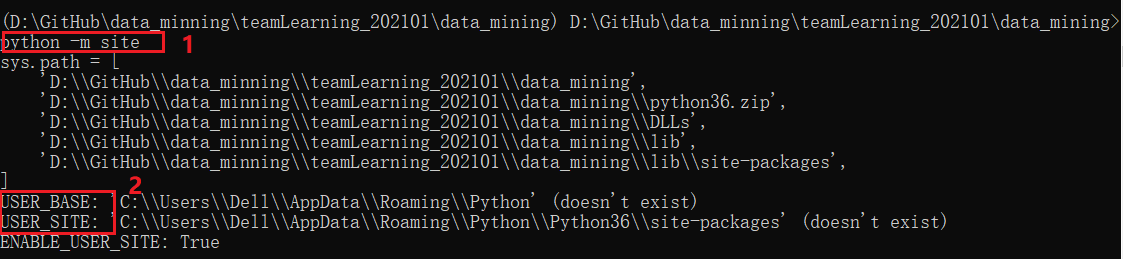 (D:\GitHub\data_minning\teamLearning_202101\data_mining) D:\GitHub\data_minning\teamLearning_202101\data_mining>
python -m site 1
sys.path = [
    'D:\\GitHub\\data_minning\\teamLearning_202101\\data_mining',
    'D:\\GitHub\\data_minning\\teamLearning_202101\\data_mining\\python36.zip',
    'D:\\GitHub\\data_minning\\teamLearning_202101\\data_mining\\DLLs',
    'D:\\GitHub\\data_minning\\teamLearning_202101\\data_mining\\lib',
    'D:\\GitHub\\data_minning\\teamLearning_202101\\data_mining\\lib\\site-packages',
]
2
USER_BASE: 'C:\\Users\\Dell\\AppData\\Roaming\\Python' (doesn't exist)
USER_SITE: 'C:\\Users\\Dell\\AppData\\Roaming\\Python\\Python36\\site-packages' (doesn't exist)
ENABLE_USER_SITE: True